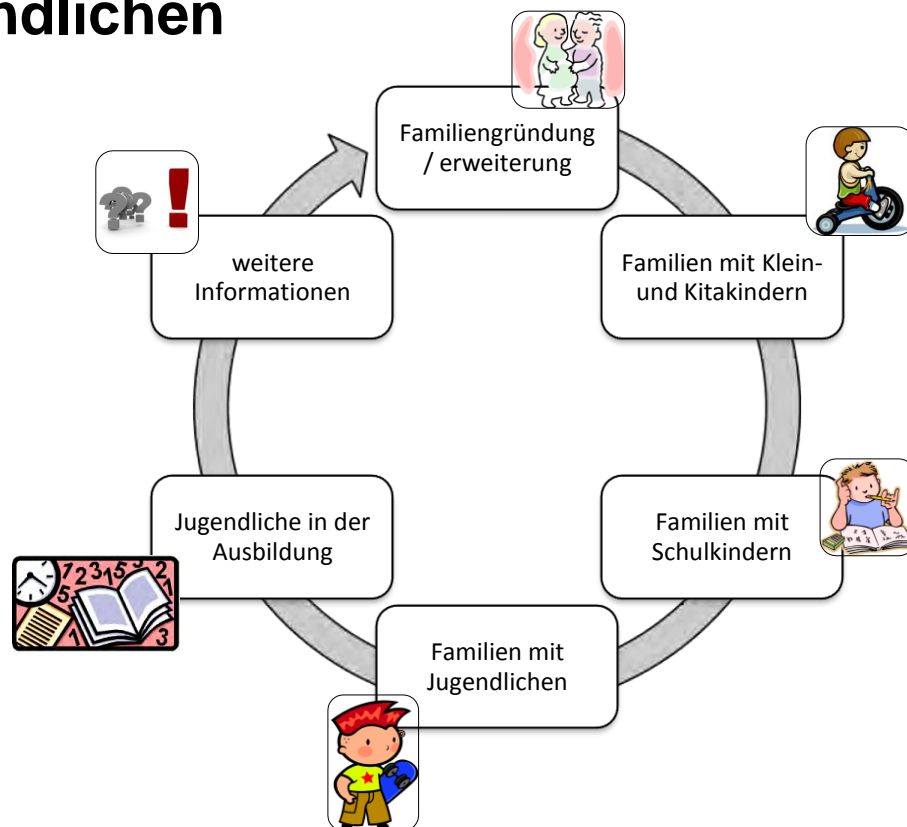 ndlichen
Familiengründung
/ erweiterung
Familien mit Klein-
und Kitakindern
Familien mit
Schulkindern
Familien mit
Jugendlichen
Jugendliche in der
Ausbildung
weitere
Informationen
???!